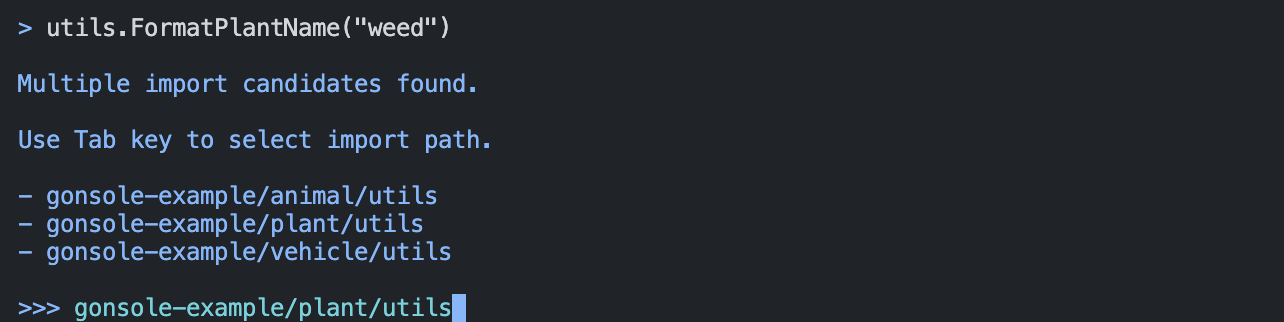 > utils.FormatPlantName("weed")
Multiple import candidates found.
Use Tab key to select import path.
- gonsole-example/animal/utils
- gonsole-example/plant/utils
- gonsole-example/vehicle/utils
>>> gonsole-example/plant/utils